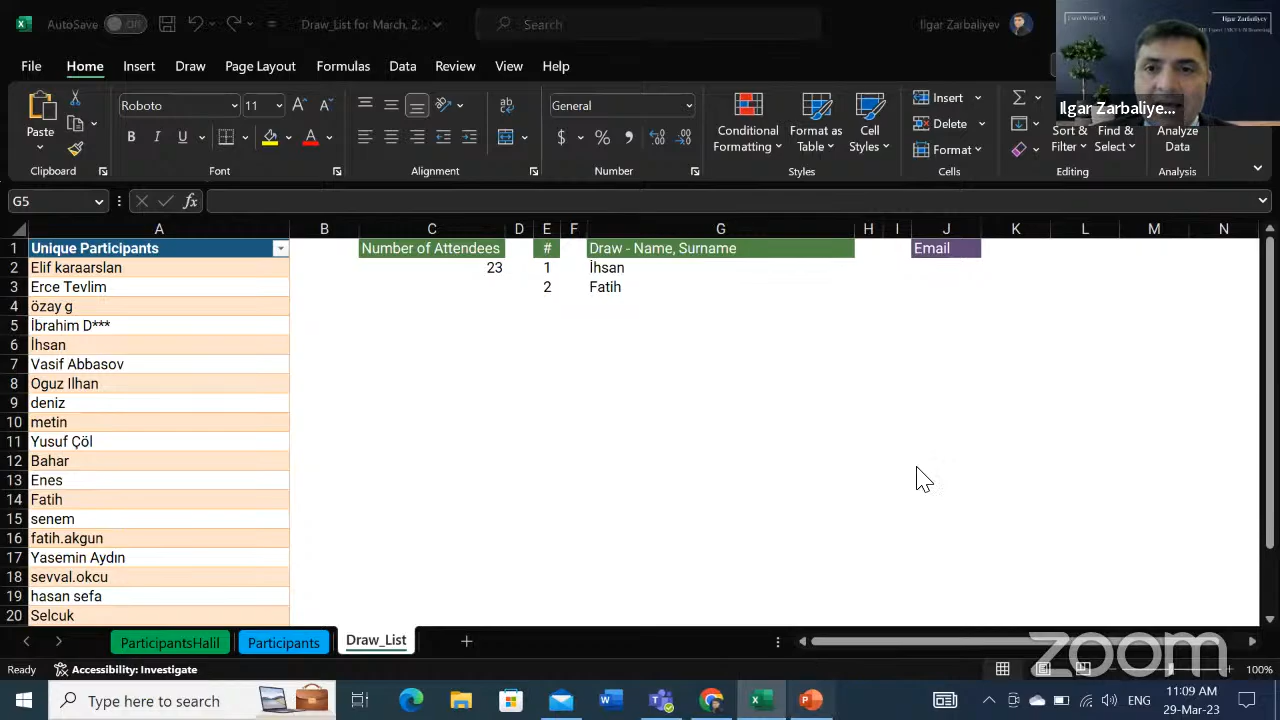 AutoSave Off Draw_List for March, 2... Search Ilgar Zarbaliyev
Ilgar Zarbaliyev
Ilgar Zarbaliye...
File Home Insert Draw Page Layout Formulas Data Review View Help
Paste
Roboto 11
General
Conditional Formatting
Format as Table
Cell Styles
Insert
Delete
Format
Sort & Filter
Find & Select
Analyze Data
Clipboard Font Alignment Number Styles Cells Editing Analysis
G5 fx
A B C D E F G H I J K L M N
1 Unique Participants Number of Attendees # Draw - Name, Surname Email
2 Elif karaarslan 23 1 İhsan
3 Erce Tevlim 2 Fatih
4 özay g
5 İbrahim D***
6 İhsan
7 Vasif Abbasov
8 Oguz Ilhan
9 deniz
10 metin
11 Yusuf Çöl
12 Bahar
13 Enes
14 Fatih
15 senem
16 fatih.akgun
17 Yasemin Aydın
18 sevval.okcu
19 hasan sefa
20 Selcuk
ParticipantsHalil Participants Draw_List
zoom
Ready Accessibility: Investigate 100%
Type here to search ENG 11:09 AM
29-Mar-23